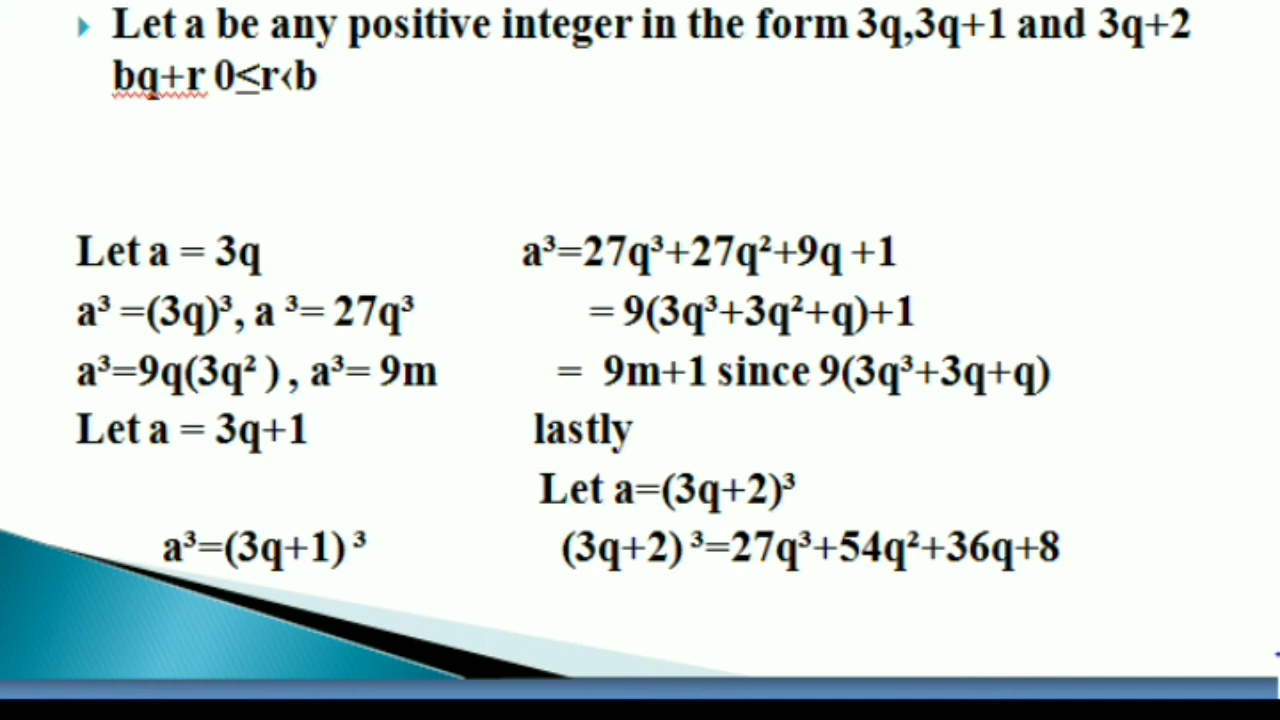 Let a be any positive integer in the form 3q,3q+1 and 3q+2
bq+r 0≤r‹b
Let a = 3q
a³ =(3q)³, a ³= 27q³
a³=9q(3q² ) , a³= 9m
Let a = 3q+1
a³=(3q+1) ³
a³=27q³+27q²+9q +1
= 9(3q³+3q²+q)+1
= 9m+1 since 9(3q³+3q+q)
lastly
Let a=(3q+2)³
(3q+2) ³=27q³+54q²+36q+8